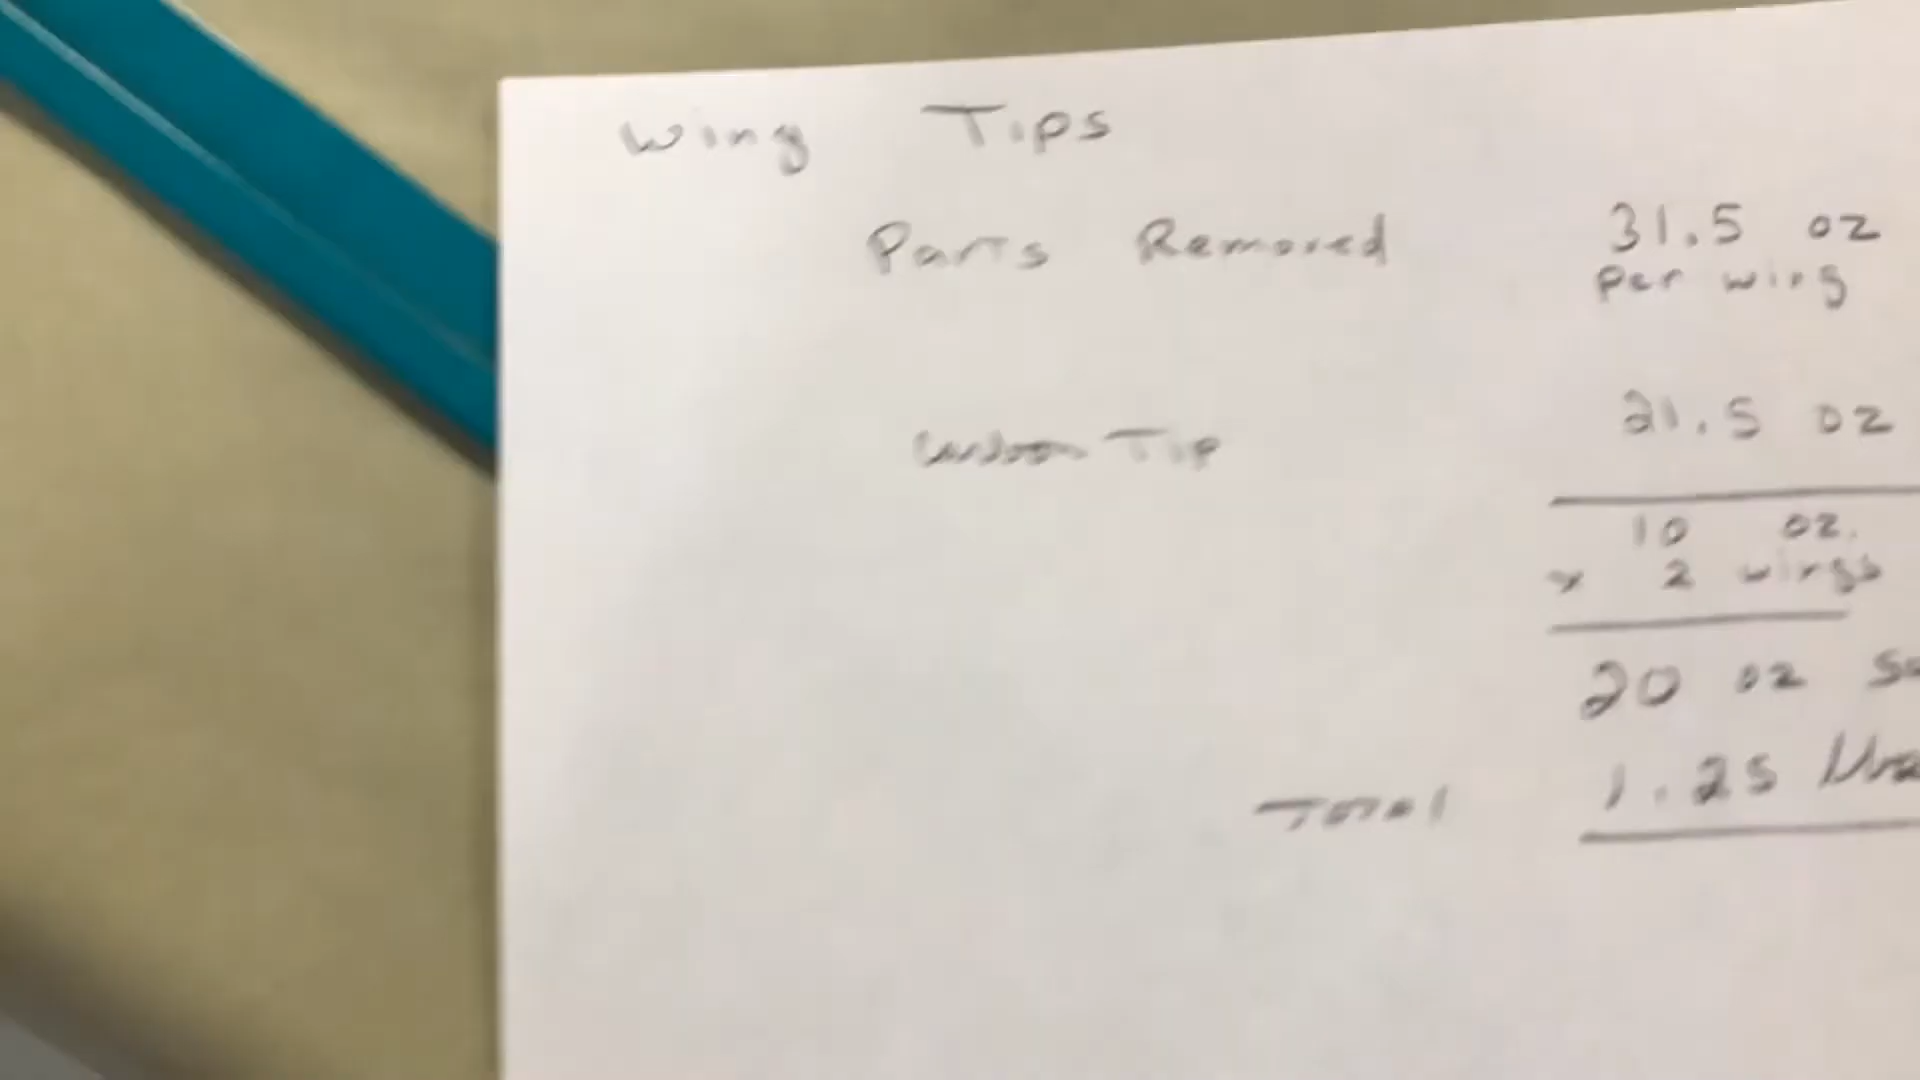 Wing Tips
Parts Removed 31.5 oz
per wing
Carbon Tip 21.5 oz
10 oz.
x 2 wings
20 oz
Total 1.25